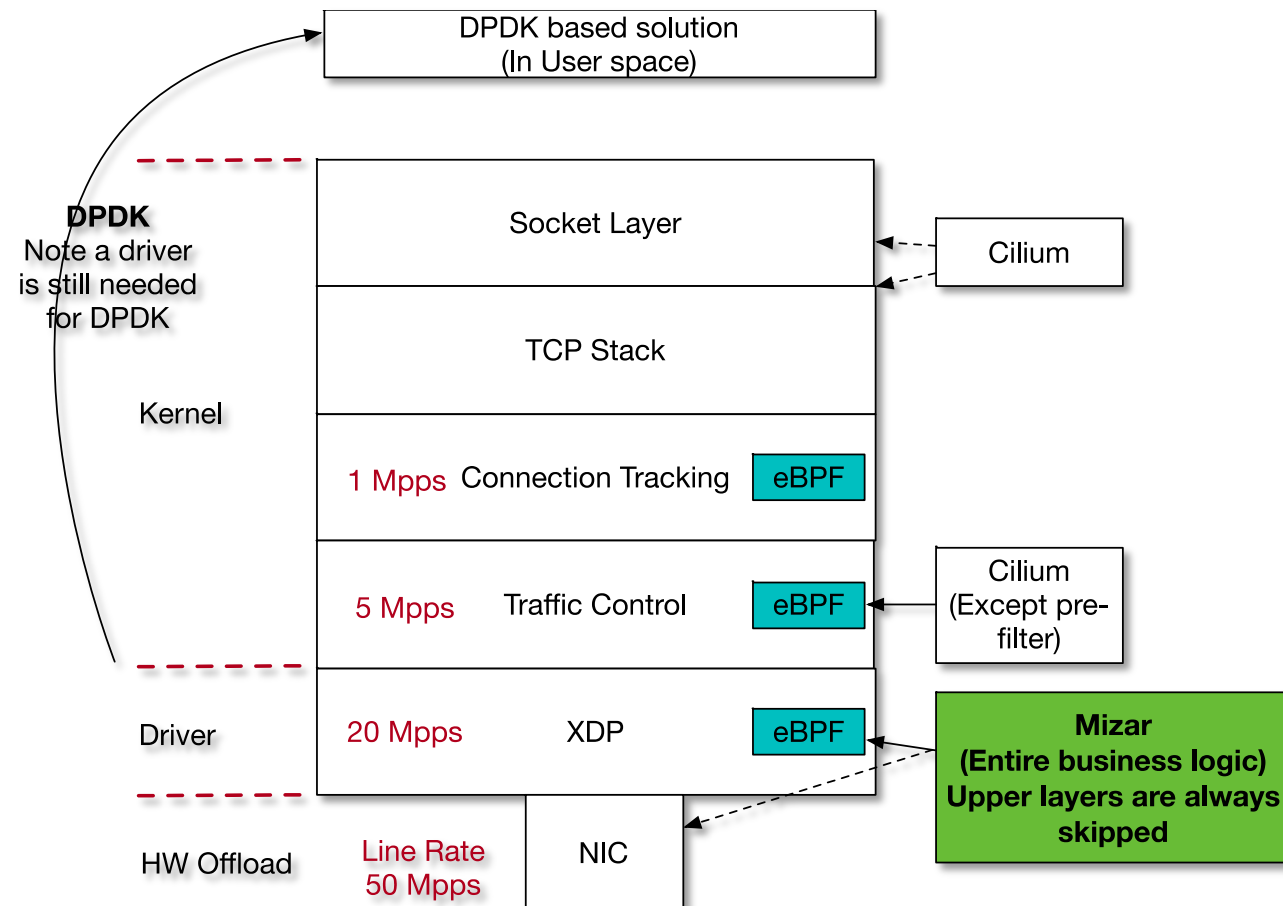 DPDK based solution
(In User space)
DPDK
Note a driver
is still needed
for DPDK
Socket Layer
Cilium
TCP Stack
Kernel
1 Mpps Connection Tracking eBPF
5 Mpps Traffic Control eBPF
Cilium
(Except pre-
filter)
Driver
20 Mpps XDP eBPF
Mizar
(Entire business logic)
Upper layers are always
skipped
HW Offload
Line Rate
50 Mpps
NIC